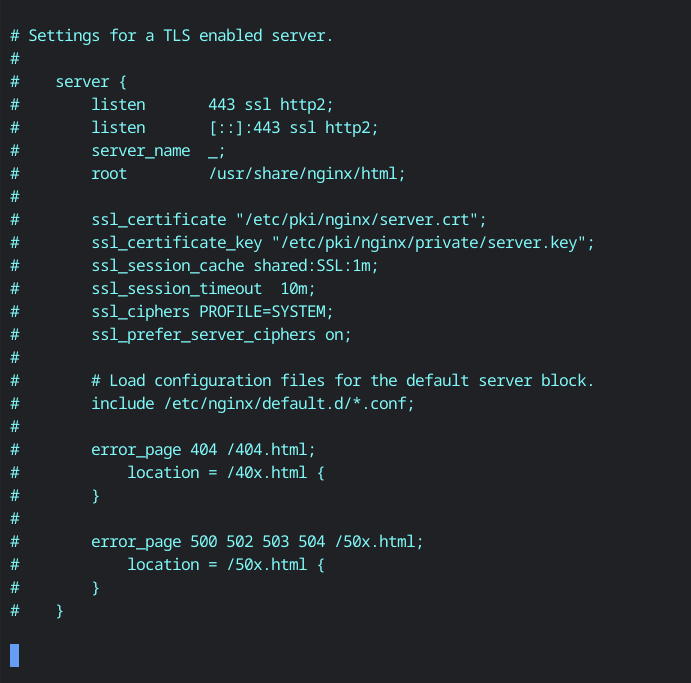 # Settings for a TLS enabled server.
#
#    server {
#        listen       443 ssl http2;
#        listen       [::]:443 ssl http2;
#        server_name  _;
#        root         /usr/share/nginx/html;
#
#        ssl_certificate "/etc/pki/nginx/server.crt";
#        ssl_certificate_key "/etc/pki/nginx/private/server.key";
#        ssl_session_cache shared:SSL:1m;
#        ssl_session_timeout  10m;
#        ssl_ciphers PROFILE=SYSTEM;
#        ssl_prefer_server_ciphers on;
#
#        # Load configuration files for the default server block.
#        include /etc/nginx/default.d/*.conf;
#
#        error_page 404 /404.html;
#            location = /40x.html {
#        }
#
#        error_page 500 502 503 504 /50x.html;
#            location = /50x.html {
#        }
#    }